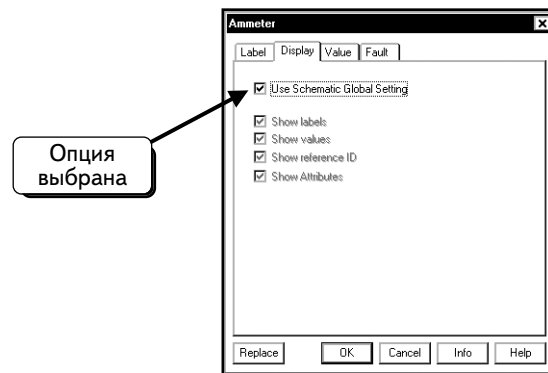 Ammeter
Label Display Value Fault
Use Schematic Global Setting
Show labels
Show values
Show reference ID
Show Attributes
Опция
выбрана
Replace OK Cancel Info Help